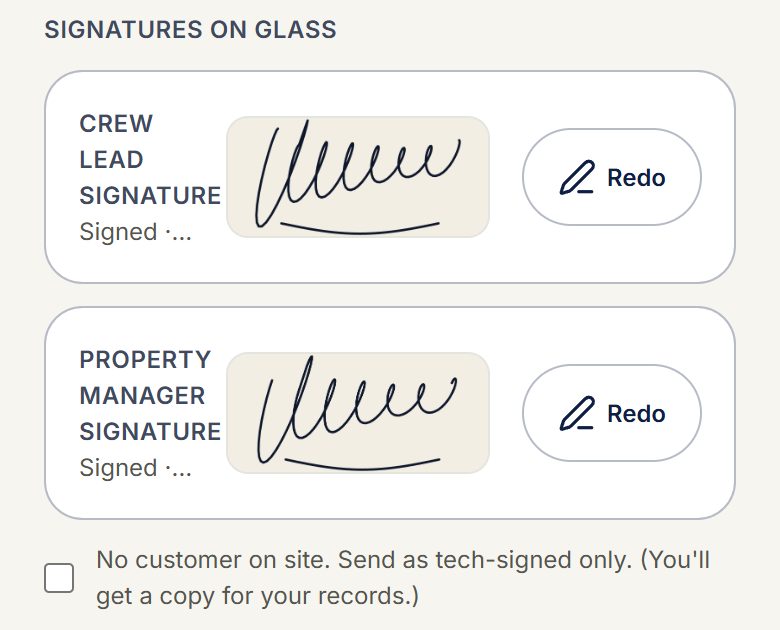 SIGNATURES ON GLASS
CREW
LEAD
SIGNATURE
Signed ·...
Redo
PROPERTY
MANAGER
SIGNATURE
Signed ·...
Redo
No customer on site. Send as tech-signed only. (You'll
get a copy for your records.)